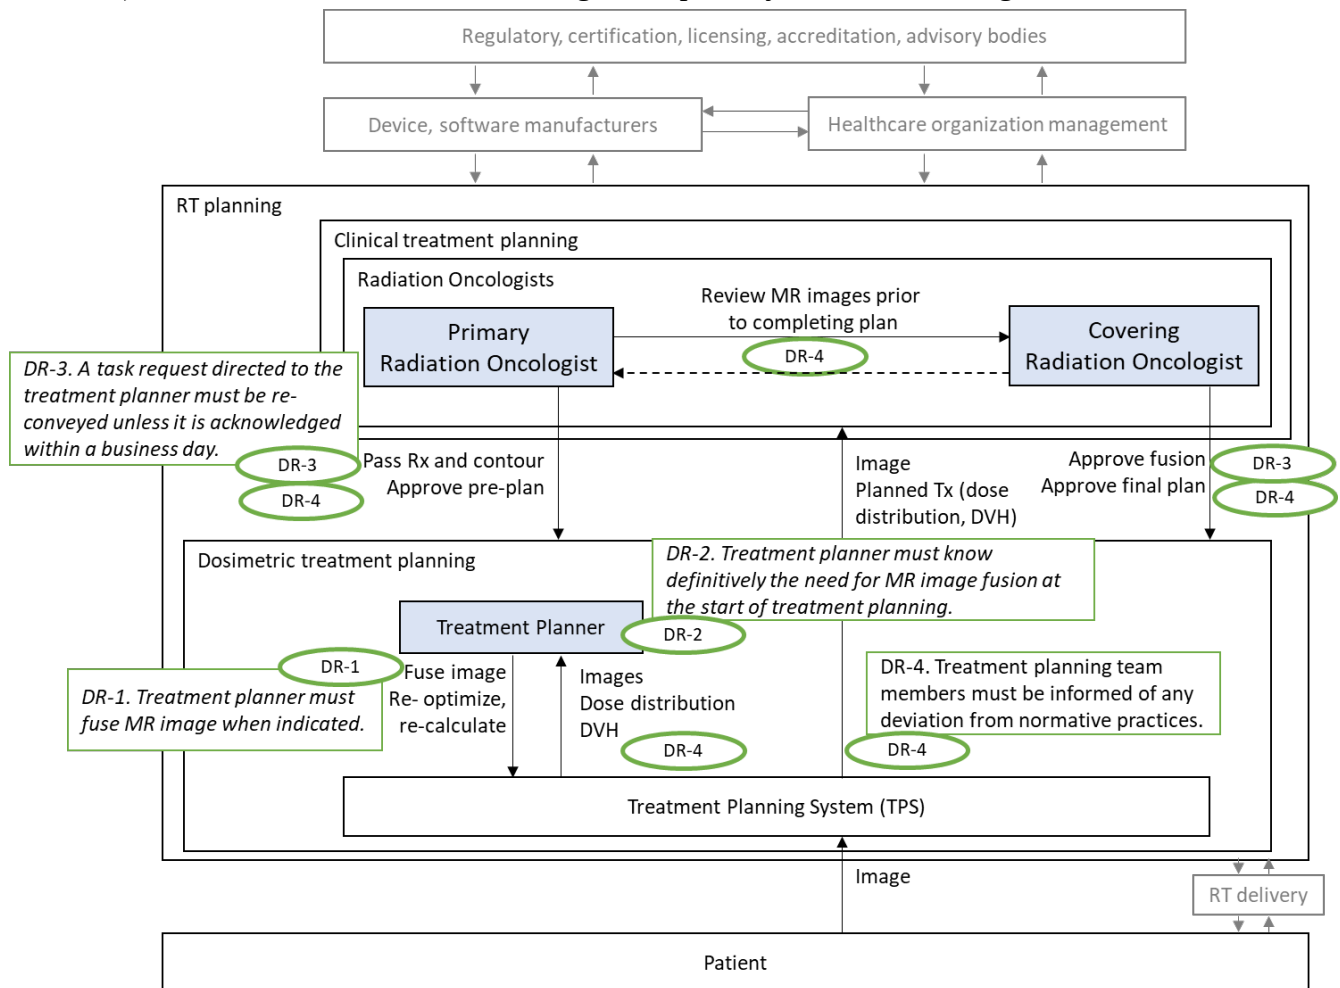 Regulatory, certification, licensing, accreditation, advisory bodies
Device, software manufacturers
Healthcare organization management
RT planning
Clinical treatment planning
Radiation Oncologists
Primary
Radiation Oncologist
Review MR images prior
to completing plan
DR-4
Covering
Radiation Oncologist
DR-3. A task request directed to the
treatment planner must be re-
conveyed unless it is acknowledged
within a business day.
DR-3
DR-4
Pass Rx and contour
Approve pre-plan
Image
Planned Tx (dose
distribution, DVH)
Approve fusion
Approve final plan
DR-3
DR-4
Dosimetric treatment planning
DR-2. Treatment planner must know
definitively the need for MR image fusion at
the start of treatment planning.
DR-2
Treatment Planner
DR-1
DR-1. Treatment planner must
fuse MR image when indicated.
Fuse image
Re- optimize,
re-calculate
Images
Dose distribution
DVH
DR-4
DR-4. Treatment planning team
members must be informed of any
deviation from normative practices.
DR-4
Treatment Planning System (TPS)
Image
RT delivery
Patient